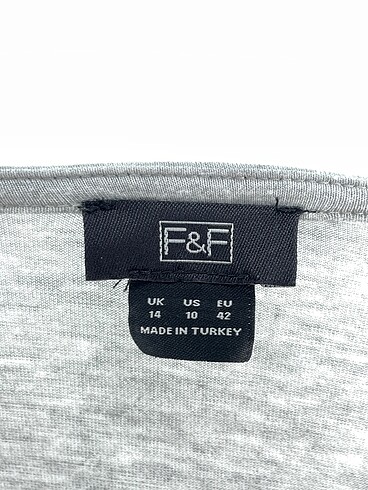 F&F
UK US EU
14 10 42
MADE IN TURKEY